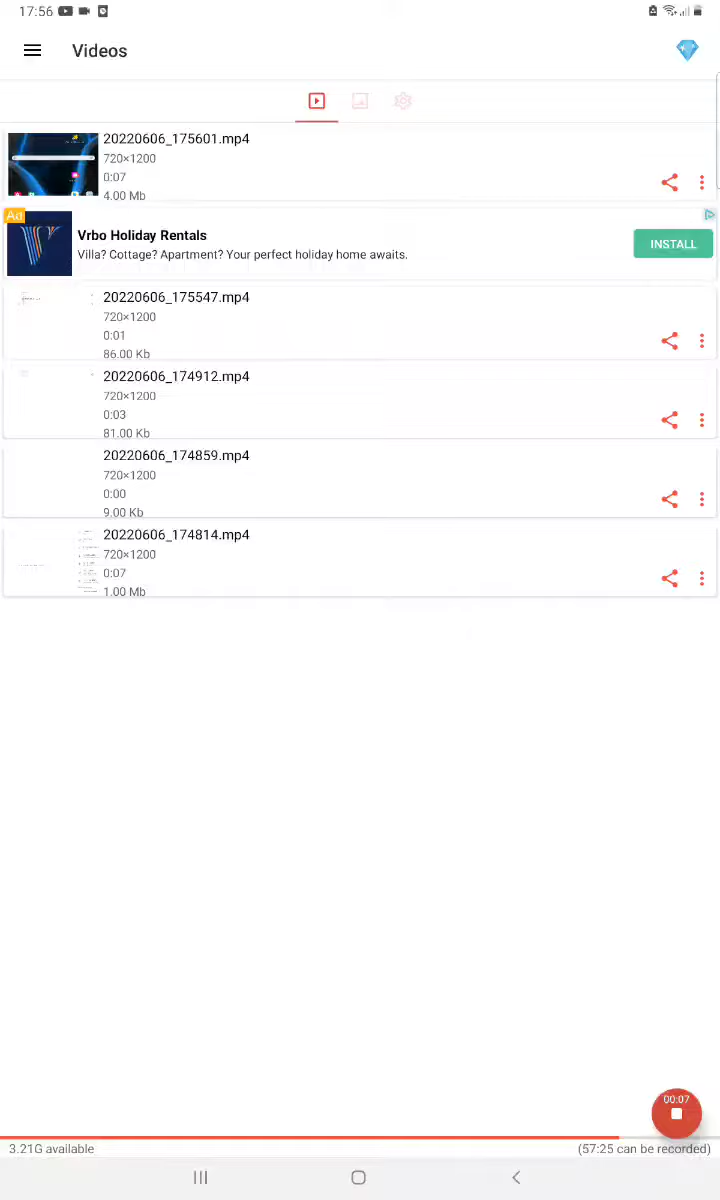 17:56
Videos
20220606_175601.mp4
720×1200
0:07
4.00 Mb
Ad
Vrbo Holiday Rentals
Villa? Cottage? Apartment? Your perfect holiday home awaits.
INSTALL
20220606_175547.mp4
720×1200
0:01
86.00 Kb
20220606_174912.mp4
720×1200
0:03
81.00 Kb
20220606_174859.mp4
720×1200
0:00
9.00 Kb
20220606_174814.mp4
720×1200
0:07
1.00 Mb
00:07
3.21G available
(57:25 can be recorded)